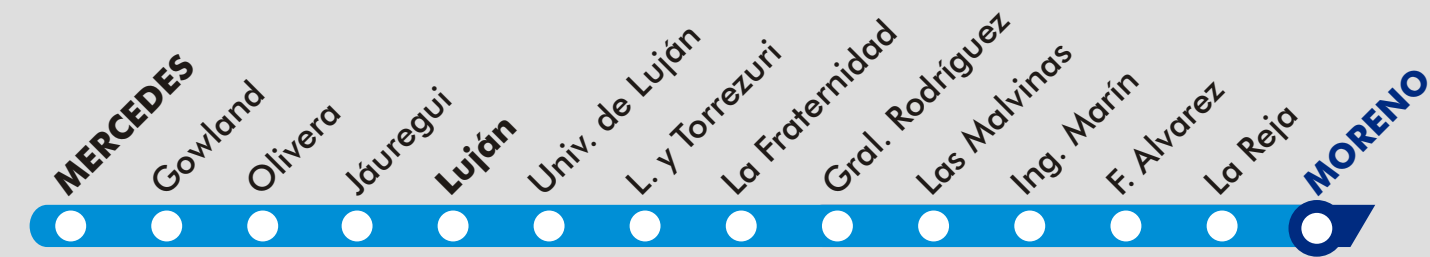 MERCEDES
Gowland
Olivera
Jáuregui
Luján
Univ. de Luján
L. y Torrezuri
La Fraternidad
Gral. Rodríguez
Las Malvinas
Ing. Marín
F. Alvarez
La Reja
MORENO